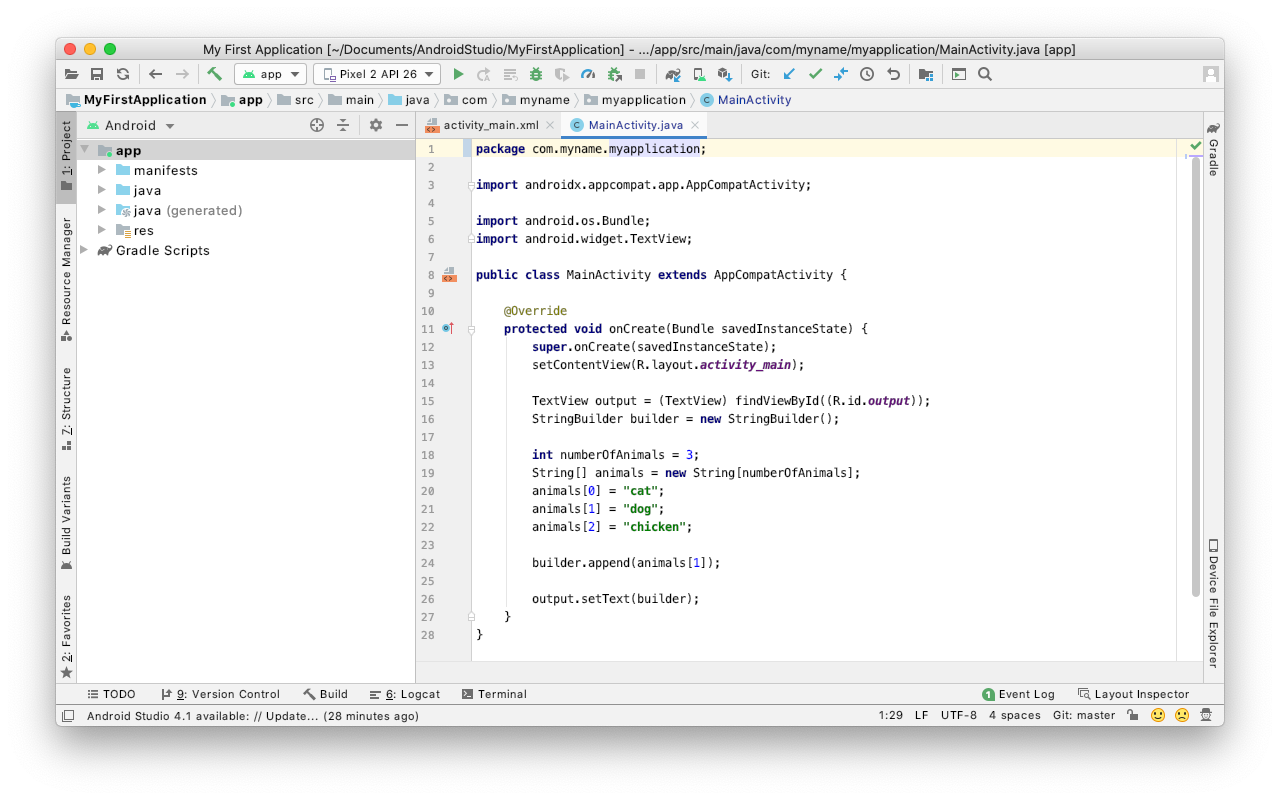 My First Application [~/Documents/AndroidStudio/MyFirstApplication] - .../app/src/main/java/com/myname/myapplication/MainActivity.java [app]
app Pixel 2 API 26 Git:
MyFirstApplication app src main java com myname myapplication C MainActivity
1: Project
Resource Manager
Z: Structure
Build Variants
2: Favorites
Android
app
manifests
java
java (generated)
res
Gradle Scripts
activity_main.xml C MainActivity.java
1 package com.myname.myapplication;
2
3 import androidx.appcompat.app.AppCompatActivity;
4
5 import android.os.Bundle;
6 import android.widget.TextView;
7
8 public class MainActivity extends AppCompatActivity {
9
10 @Override
11 protected void onCreate(Bundle savedInstanceState) {
12 super.onCreate(savedInstanceState);
13 setContentView(R.layout.activity_main);
14
15 TextView output = (TextView) findViewById((R.id.output));
16 StringBuilder builder = new StringBuilder();
17
18 int numberOfAnimals = 3;
19 String[] animals = new String[numberOfAnimals];
20 animals[0] = "cat";
21 animals[1] = "dog";
22 animals[2] = "chicken";
23
24 builder.append(animals[1]);
25
26 output.setText(builder);
27 }
28 }
Gradle
Device File Explorer
TODO 9: Version Control Build 6: Logcat Terminal 1 Event Log Layout Inspector
Android Studio 4.1 available: // Update... (28 minutes ago) 1:29 LF UTF-8 4 spaces Git: master